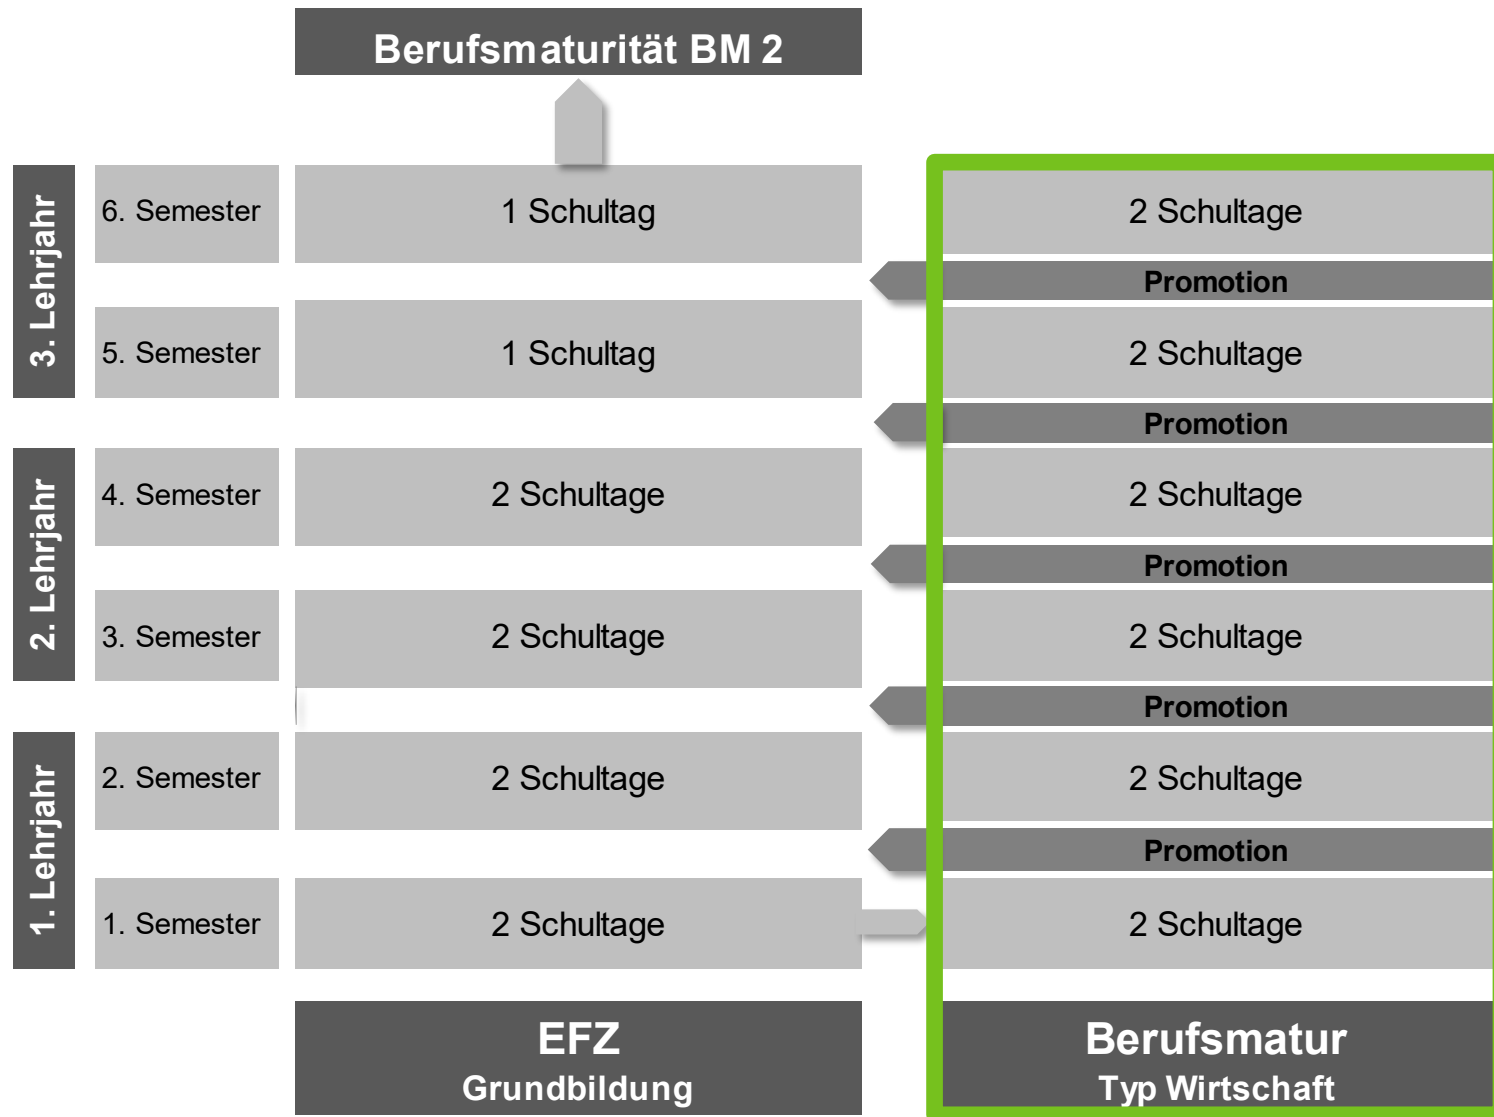 Berufsmaturität BM 2
3. Lehrjahr
6. Semester
1 Schultag
2 Schultage
Promotion
5. Semester
1 Schultag
2 Schultage
Promotion
2. Lehrjahr
4. Semester
2 Schultage
2 Schultage
Promotion
3. Semester
2 Schultage
2 Schultage
Promotion
1. Lehrjahr
2. Semester
2 Schultage
2 Schultage
Promotion
1. Semester
2 Schultage
2 Schultage
EFZ
Grundbildung
Berufsmatur
Typ Wirtschaft